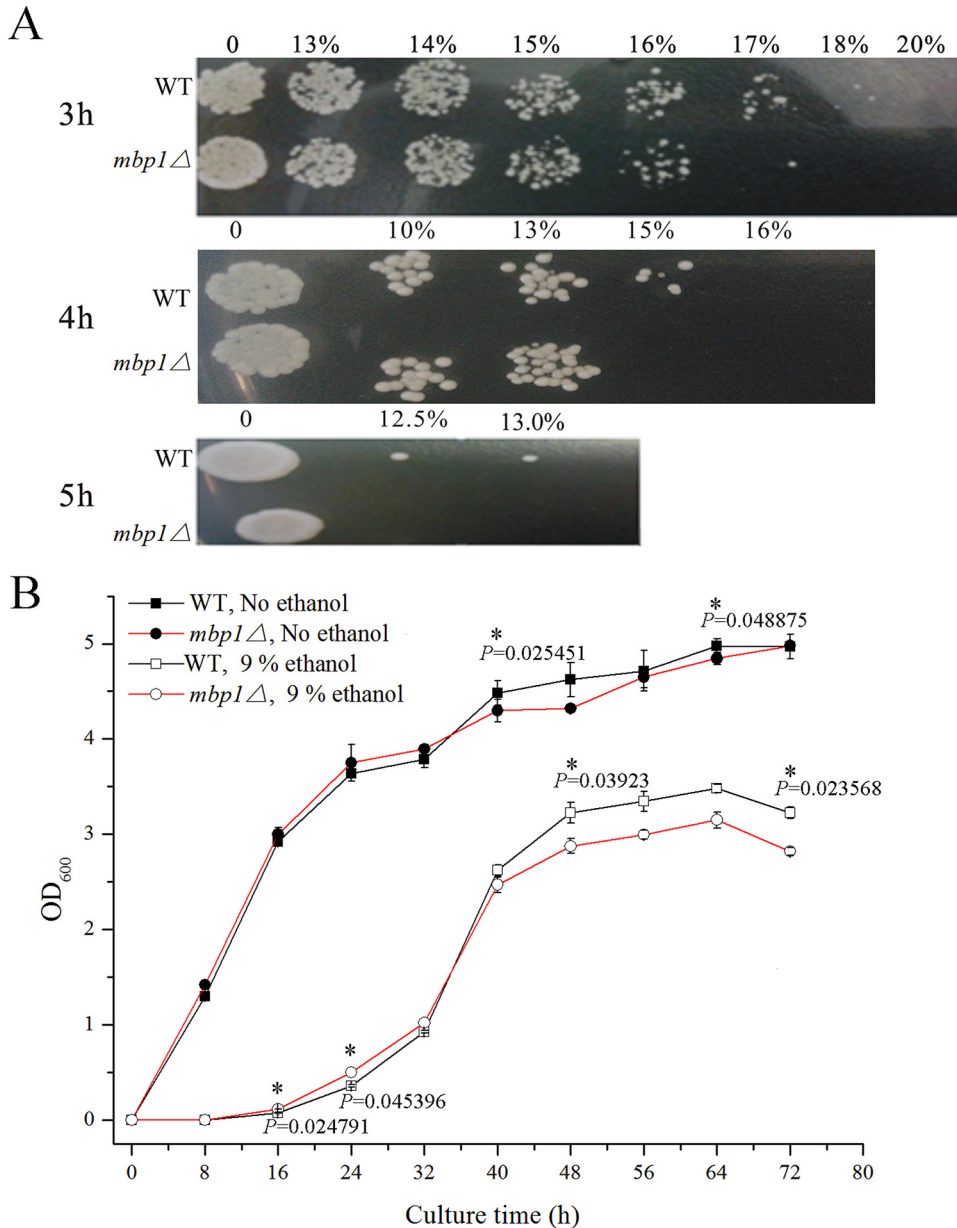 A
0 13% 14% 15% 16% 17% 18% 20%
WT
3h
mbp1△
0 10% 13% 15% 16%
WT
4h
mbp1△
0 12.5% 13.0%
WT
5h
mbp1△
B
WT, No ethanol
mbp1△, No ethanol
WT, 9 % ethanol
mbp1△, 9 % ethanol
*
P=0.025451
*
P=0.048875
*
P=0.03923
*
P=0.023568
*
P=0.024791
*
P=0.045396
5
4
3
2
1
0
OD600
0 8 16 24 32 40 48 56 64 72 80
Culture time (h)